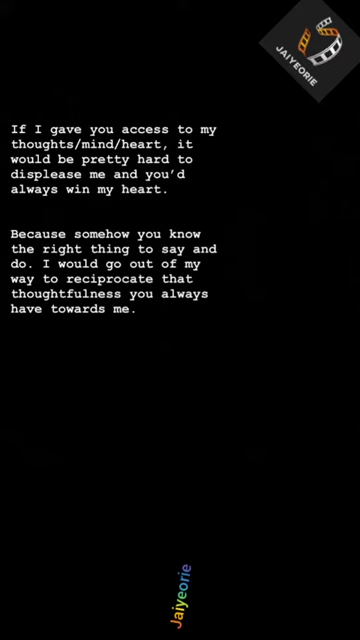 JAIYEORIE
If I gave you access to my
thoughts/mind/heart, it
would be pretty hard to
displease me and you’d
always win my heart.
Because somehow you know
the right thing to say and
do. I would go out of my
way to reciprocate that
thoughtfulness you always
have towards me.
Jaiyeorie